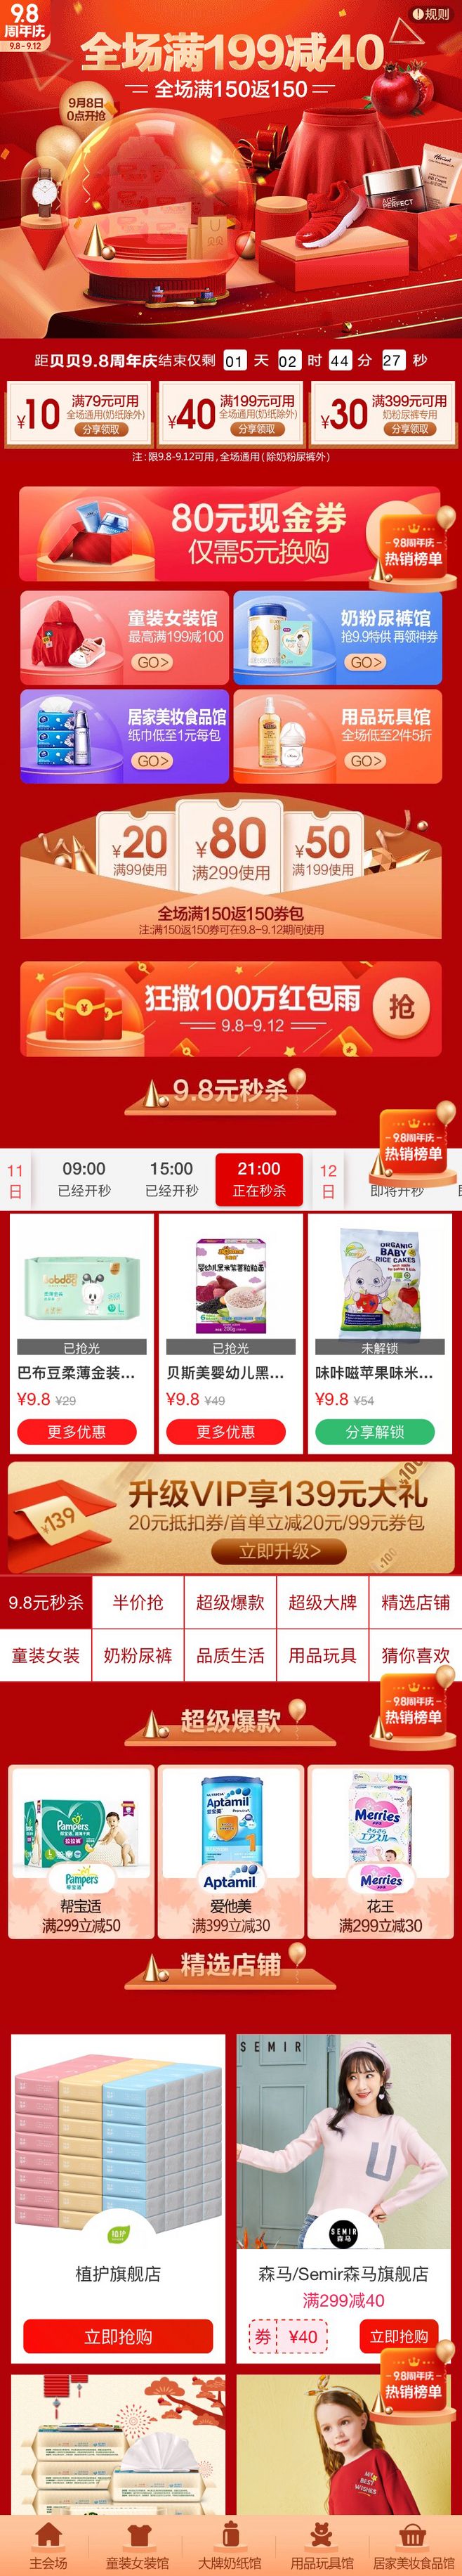 9.8
周年庆
9.8-9.12
规则
全场满199减40
全场满150返150
9月8日
0点开抢
AGE
PERFECT
距贝贝9.8周年庆结束仅剩 01 天 02 时 44 分 27 秒
¥10 满79元可用
全场通用(奶纸除外)
分享领取
¥40 满199元可用
全场通用(奶纸除外)
分享领取
¥30 满399元可用
奶粉尿裤专用
分享领取
注:限9.8-9.12可用,全场通用(除奶粉尿裤外)
80元现金券
仅需5元换购
9.8周年庆
热销榜单
童装女装馆
最高满199减100
GO>
奶粉尿裤馆
抢9.9特供 再领神券
GO>
居家美妆食品馆
纸巾低至1元每包
GO>
用品玩具馆
全场低至2件5折
GO>
¥20
满99使用
¥80
满299使用
¥50
满199使用
全场满150返150券包
注:满150返150券可在9.8-9.12期间使用
狂撒100万红包雨
9.8-9.12
抢
9.8元秒杀
9.8周年庆
热销榜单
11
日
09:00
已经开秒
15:00
已经开秒
21:00
正在秒杀
12
日
即将开秒
ORGANIC
BABY
RICE CAKES
已抢光
已抢光
未解锁
巴布豆柔薄金装...
贝斯美婴幼儿黑...
味咔嗞苹果味米...
¥9.8 ¥29
¥9.8 ¥49
¥9.8 ¥54
更多优惠
更多优惠
分享解锁
升级VIP享139元大礼
20元抵扣券/首单立减20元/99元券包
立即升级>
¥139
¥100
¥100
9.8元秒杀
半价抢
超级爆款
超级大牌
精选店铺
童装女装
奶粉尿裤
品质生活
用品玩具
猜你喜欢
9.8周年庆
热销榜单
超级爆款
Pampers
Aptamil
1
Merries
Pampers
帮宝适
Aptamil
Merries
帮宝适
满299立减50
爱他美
满399立减30
花王
满299立减30
精选店铺
植护
植护旗舰店
立即抢购
SEMIR
SEMIR
森马
森马/Semir森马旗舰店
满299减40
券 ¥40
立即抢购
9.8周年庆
热销榜单
BEST
WISHES
主会场
童装女装馆
大牌奶纸馆
用品玩具馆
居家美妆食品馆